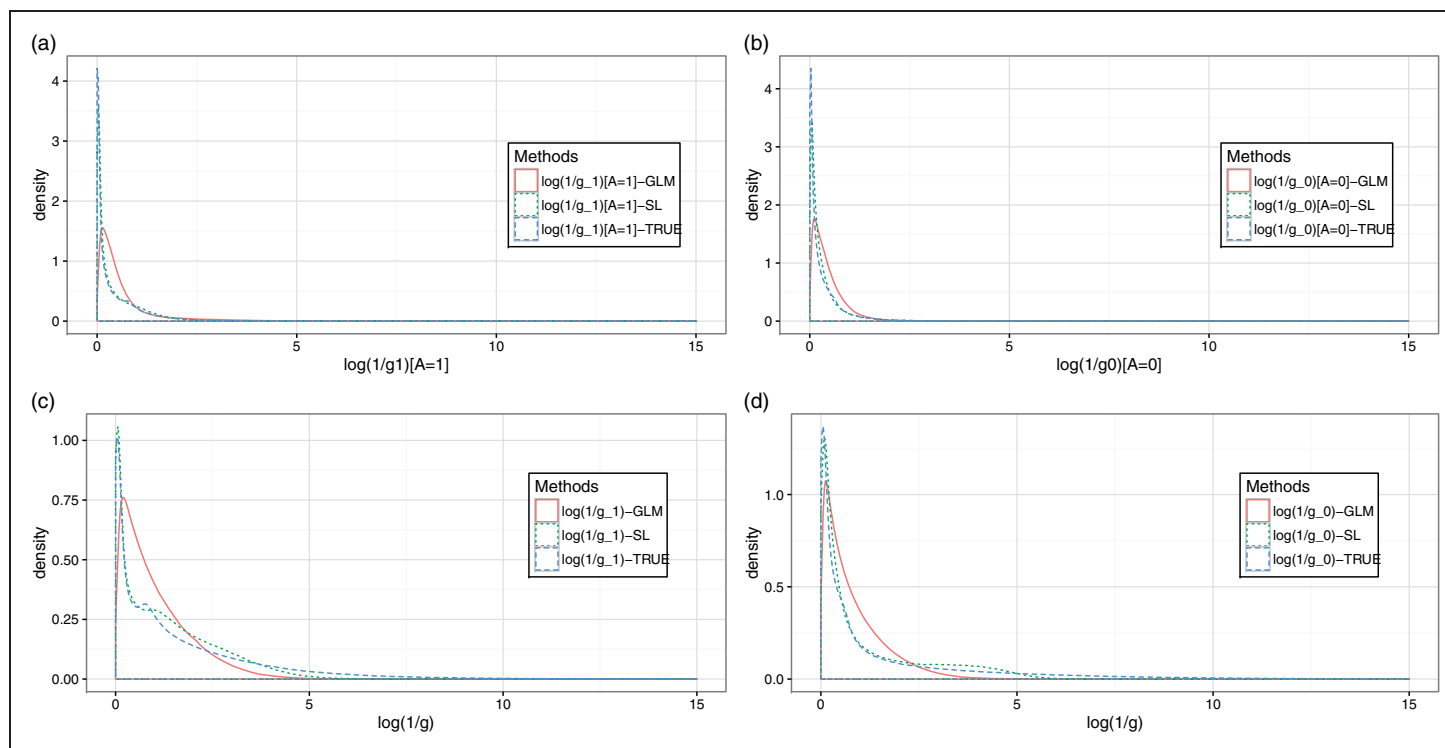 (a)
4
3
2
1
0
density
0 5 10 15
log(1/g1)[A=1]
Methods
log(1/g_1)[A=1]−GLM
log(1/g_1)[A=1]−SL
log(1/g_1)[A=1]−TRUE
(b)
4
3
2
1
0
density
0 5 10 15
log(1/g0)[A=0]
Methods
log(1/g_0)[A=0]−GLM
log(1/g_0)[A=0]−SL
log(1/g_0)[A=0]−TRUE
(c)
1.00
0.75
0.50
0.25
0.00
density
0 5 10 15
log(1/g)
Methods
log(1/g_1)−GLM
log(1/g_1)−SL
log(1/g_1)−TRUE
(d)
1.0
0.5
0.0
density
0 5 10 15
log(1/g)
Methods
log(1/g_0)−GLM
log(1/g_0)−SL
log(1/g_0)−TRUE